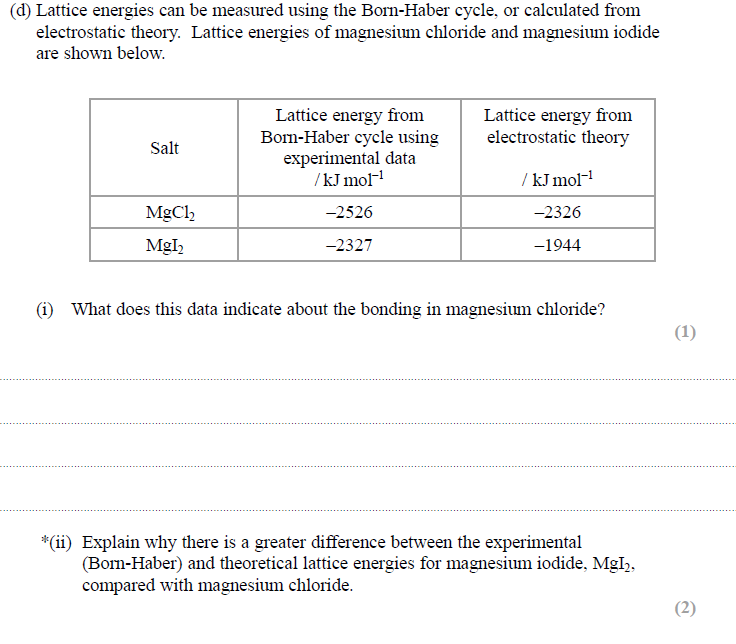 (d) Lattice energies can be measured using the Born-Haber cycle, or calculated from
electrostatic theory. Lattice energies of magnesium chloride and magnesium iodide
are shown below.
Salt
Lattice energy from
Born-Haber cycle using
experimental data
/ kJ mol⁻¹
Lattice energy from
electrostatic theory
/ kJ mol⁻¹
MgCl₂ –2526 –2326
MgI₂ –2327 –1944
(i) What does this data indicate about the bonding in magnesium chloride?
(1)
*(ii) Explain why there is a greater difference between the experimental
(Born-Haber) and theoretical lattice energies for magnesium iodide, MgI₂,
compared with magnesium chloride.
(2)